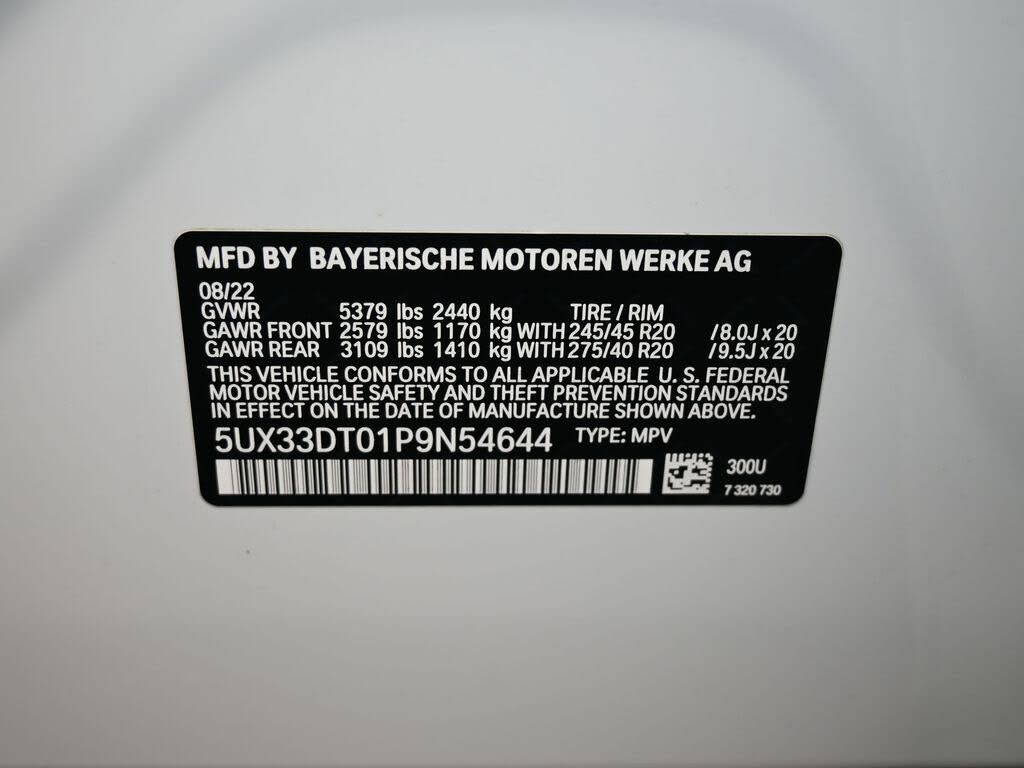 MFD BY BAYERISCHE MOTOREN WERKE AG
08/22
GVWR 5379 lbs 2440 kg TIRE / RIM
GAWR FRONT 2579 lbs 1170 kg WITH 245/45 R20 /8.0J x 20
GAWR REAR 3109 lbs 1410 kg WITH 275/40 R20 /9.5J x 20
THIS VEHICLE CONFORMS TO ALL APPLICABLE U. S. FEDERAL
MOTOR VEHICLE SAFETY AND THEFT PREVENTION STANDARDS
IN EFFECT ON THE DATE OF MANUFACTURE SHOWN ABOVE.
5UX33DT01P9N54644 TYPE: MPV
300U
7 320 730